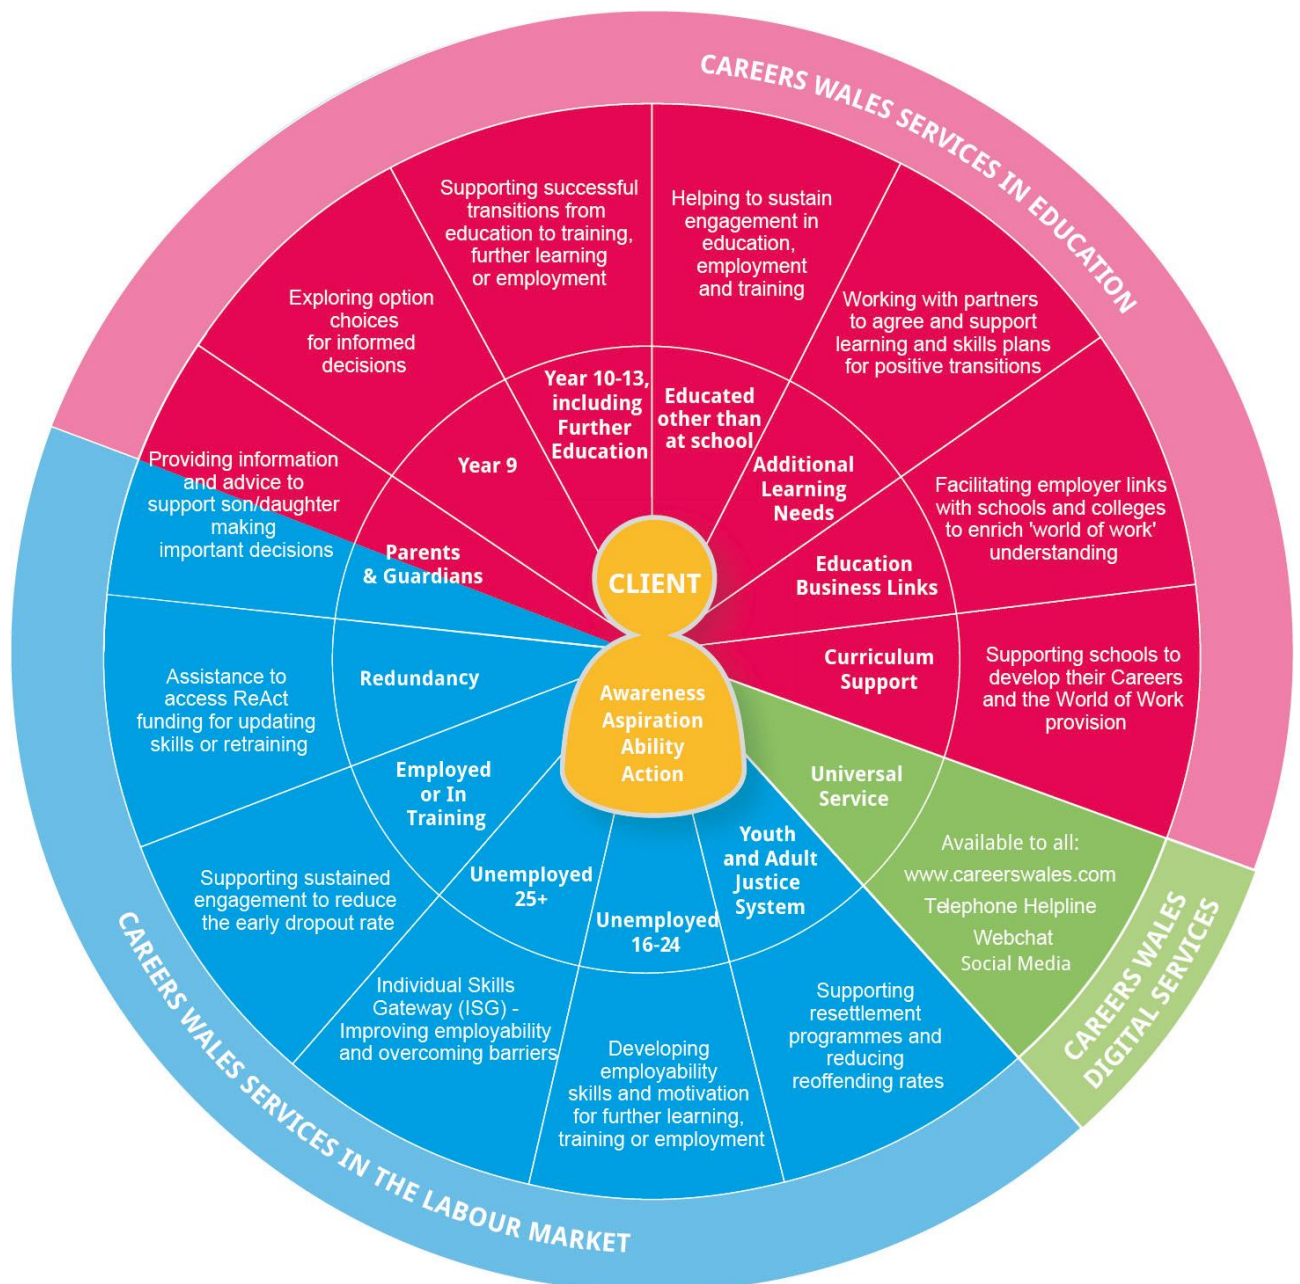 CAREERS WALES SERVICES IN EDUCATION
Supporting successful
transitions from
education to training,
further learning
or employment
Year 10-13,
including
Further
Education
Helping to sustain
engagement in
education,
employment
and training
Educated
other than
at school
Working with partners
to agree and support
learning and skills plans
for positive transitions
Additional
Learning
Needs
Facilitating employer links
with schools and colleges
to enrich 'world of work'
understanding
Education
Business Links
Supporting schools to
develop their Careers
and the World of Work
provision
Curriculum
Support
Exploring option
choices
for informed
decisions
Year 9
Providing information
and advice to
support son/daughter
making
important decisions
Parents
& Guardians
CLIENT
Awareness
Aspiration
Ability
Action
Assistance to
access ReAct
funding for updating
skills or retraining
Redundancy
Supporting sustained
engagement to reduce
the early dropout rate
Employed
or In
Training
Individual Skills
Gateway (ISG) -
Improving employability
and overcoming barriers
Unemployed
25+
Developing
employability
skills and motivation
for further learning,
training or employment
Unemployed
16-24
Supporting
resettlement
programmes and
reducing
reoffending rates
Youth
and Adult
Justice
System
Universal
Service
Available to all:
www.careerswales.com
Telephone Helpline
Webchat
Social Media
CAREERS WALES
DIGITAL SERVICES
CAREERS WALES SERVICES IN THE LABOUR MARKET